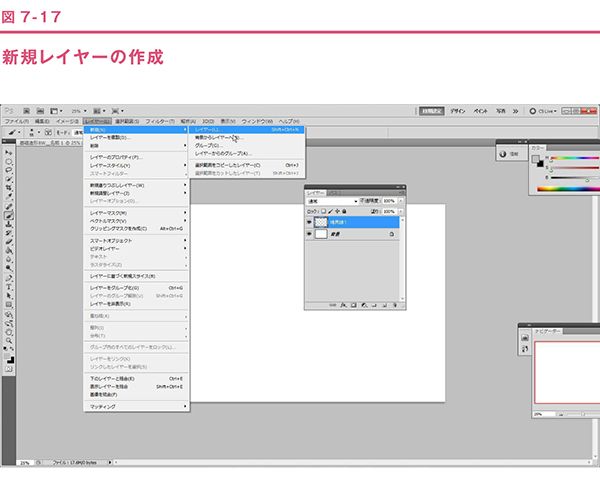 図 7-17
新規レイヤーの作成
Ps
25%
CS Live
ファイル(F) 編集(E) イメージ(I) レイヤー(L) 選択範囲(S) フィルター(T) 解析(A) 3D(D) 表示(V) ウィンドウ(W) ヘルプ(H)
初期設定 デザイン ペイント 写真
モード: 通常
新規(N)
レイヤーを複製(D)...
削除
レイヤーのプロパティ(P)...
レイヤースタイル(Y)
スマートフィルター
新規塗りつぶしレイヤー(W)
新規調整レイヤー(J)
レイヤーオプション(O)...
レイヤーマスク(M)
ベクトルマスク(V)
クリッピングマスクを作成(C) Alt+Ctrl+G
スマートオブジェクト
ビデオレイヤー
テキスト
ラスタライズ(Z)
レイヤーに基づく新規スライス(B)
レイヤーをグループ化(G) Ctrl+G
レイヤーのグループ解除(U) Shift+Ctrl+G
レイヤーを非表示(R)
重ね順(A)
整列(I)
分布(T)
グループ内のすべてのレイヤーをロック(L)...
レイヤーをリンク(K)
リンクしたレイヤーを選択(S)
下のレイヤーと結合(E) Ctrl+E
表示レイヤーを結合 Shift+Ctrl+E
画像を統合(F)
マッティング
レイヤー(L)... Shift+Ctrl+N
背景からレイヤーへ(B)...
グループ(G)...
レイヤーからのグループ(A)...
選択範囲をコピーしたレイヤー(C) Ctrl+J
選択範囲をカットしたレイヤー(T) Shift+Ctrl+J
レイヤー パス
通常 不透明度: 100%
ロック: 塗り: 100%
背景
カラー
ナビゲーター
25%
25% ファイル : 17.6M/0 bytes